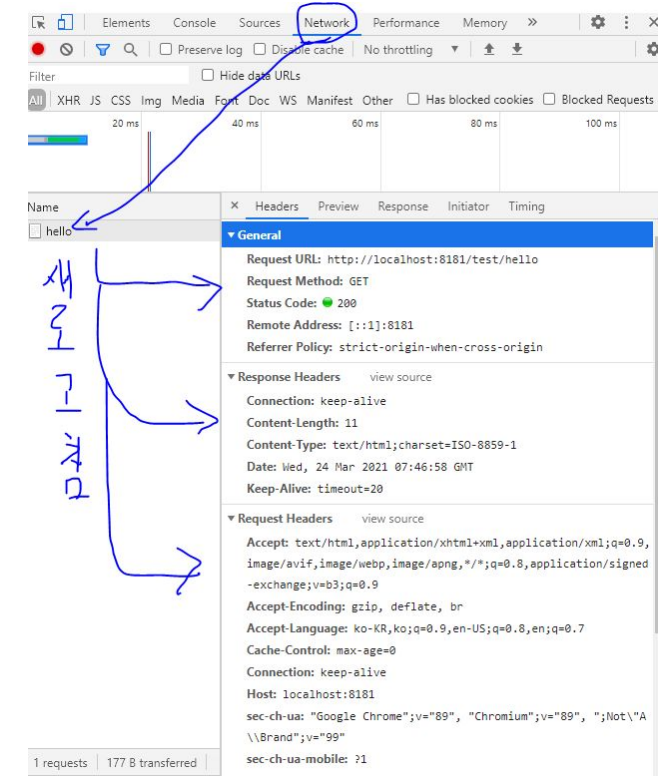 Elements Console Sources Network Performance Memory »
Preserve log Disable cache No throttling ▼
Filter Hide data URLs
All XHR JS CSS Img Media Font Doc WS Manifest Other Has blocked cookies Blocked Requests
20 ms 40 ms 60 ms 80 ms 100 ms
Name
hello
새
로
고
침
× Headers Preview Response Initiator Timing
▼ General
Request URL: http://localhost:8181/test/hello
Request Method: GET
Status Code: 200
Remote Address: [::1]:8181
Referrer Policy: strict-origin-when-cross-origin
▼ Response Headers view source
Connection: keep-alive
Content-Length: 11
Content-Type: text/html;charset=ISO-8859-1
Date: Wed, 24 Mar 2021 07:46:58 GMT
Keep-Alive: timeout=20
▼ Request Headers view source
Accept: text/html,application/xhtml+xml,application/xml;q=0.9,
image/avif,image/webp,image/apng,*/*;q=0.8,application/signed
-exchange;v=b3;q=0.9
Accept-Encoding: gzip, deflate, br
Accept-Language: ko-KR,ko;q=0.9,en-US;q=0.8,en;q=0.7
Cache-Control: max-age=0
Connection: keep-alive
Host: localhost:8181
sec-ch-ua: "Google Chrome";v="89", "Chromium";v="89", ";Not\"A
\\Brand";v="99"
sec-ch-ua-mobile: ?1
1 requests 177 B transferred